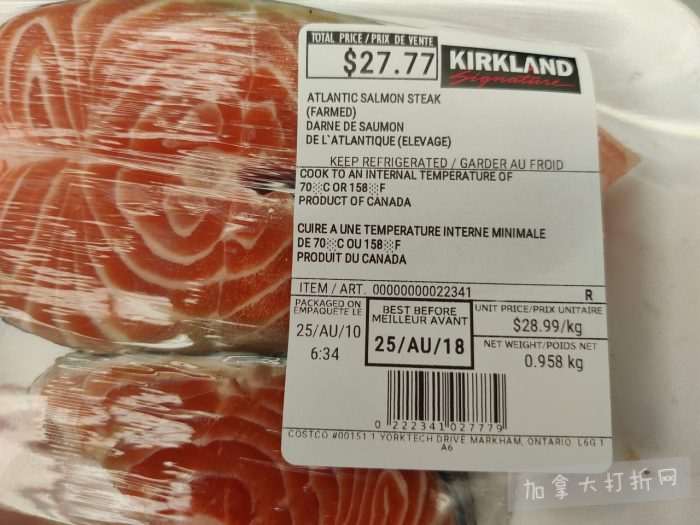 TOTAL PRICE / PRIX DE VENTE
$27.77
KIRKLAND
Signature
ATLANTIC SALMON STEAK
(FARMED)
DARNE DE SAUMON
DE L`ATLANTIQUE (ELEVAGE)
KEEP REFRIGERATED / GARDER AU FROID
COOK TO AN INTERNAL TEMPERATURE OF
70░C OR 158░F
PRODUCT OF CANADA
CUIRE A UNE TEMPERATURE INTERNE MINIMALE
DE 70░C OU 158░F
PRODUIT DU CANADA
ITEM / ART. 00000000022341
R
PACKAGED ON
EMPAQUETE LE
25/AU/10
6:34
BEST BEFORE
MEILLEUR AVANT
25/AU/18
UNIT PRICE/PRIX UNITAIRE
$28.99/kg
NET WEIGHT/POIDS NET
0.958 kg
0 222341 027779
COSTCO #00151 1 YORKTECH DRIVE MARKHAM, ONTARIO L6G 1
A6
加拿大打折网